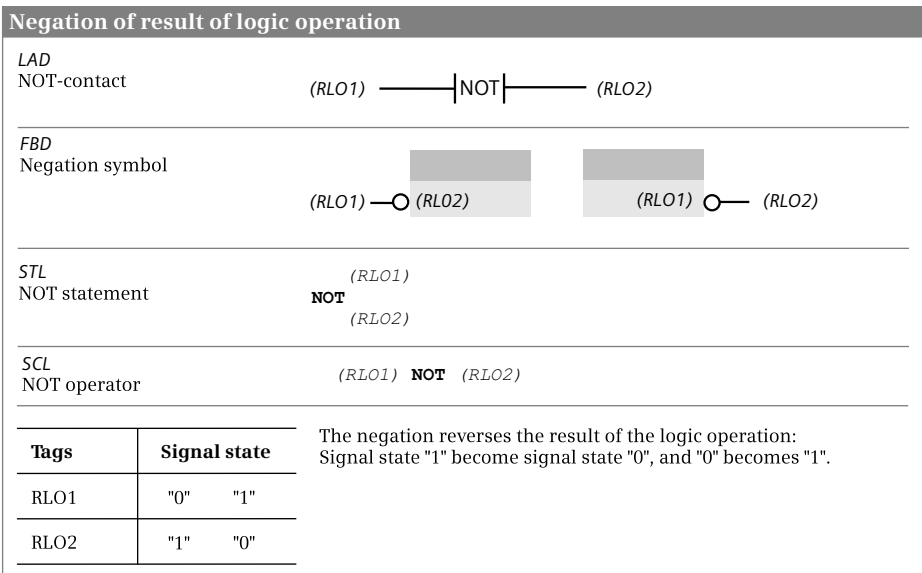 Negation of result of logic operation
LAD
NOT-contact
(RLO1) NOT (RLO2)
FBD
Negation symbol
(RLO1) (RL02) (RLO1) (RLO2)
STL
NOT statement
(RLO1)
NOT
(RLO2)
SCL
NOT operator
(RLO1) NOT (RLO2)
Tags Signal state
RLO1 "0" "1"
RLO2 "1" "0"
The negation reverses the result of the logic operation:
Signal state "1" become signal state "0", and "0" becomes "1".